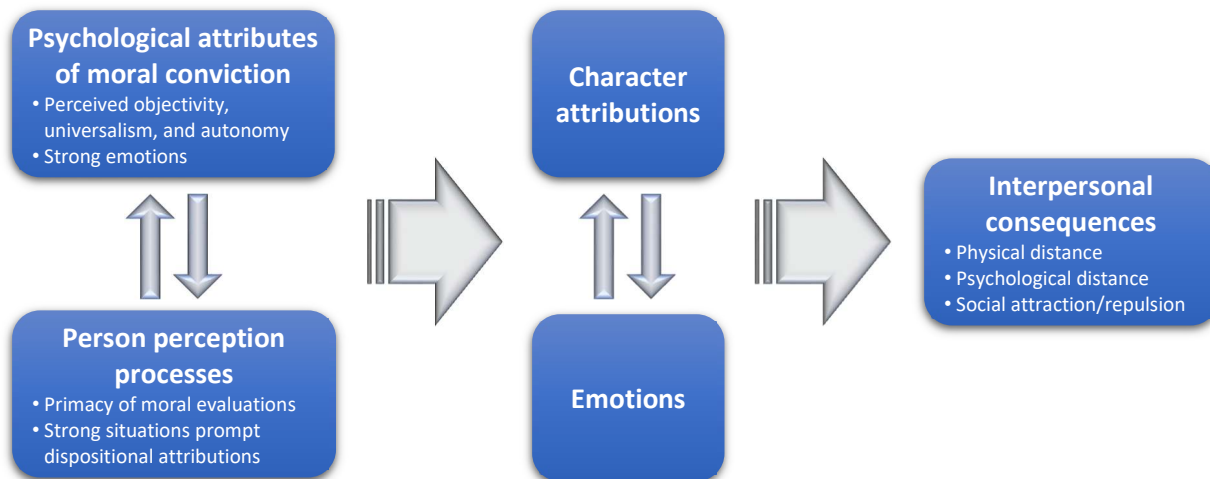 Psychological attributes
of moral conviction
• Perceived objectivity,
universalism, and autonomy
• Strong emotions
Person perception
processes
• Primacy of moral evaluations
• Strong situations prompt
dispositional attributions
Character
attributions
Emotions
Interpersonal
consequences
• Physical distance
• Psychological distance
• Social attraction/repulsion